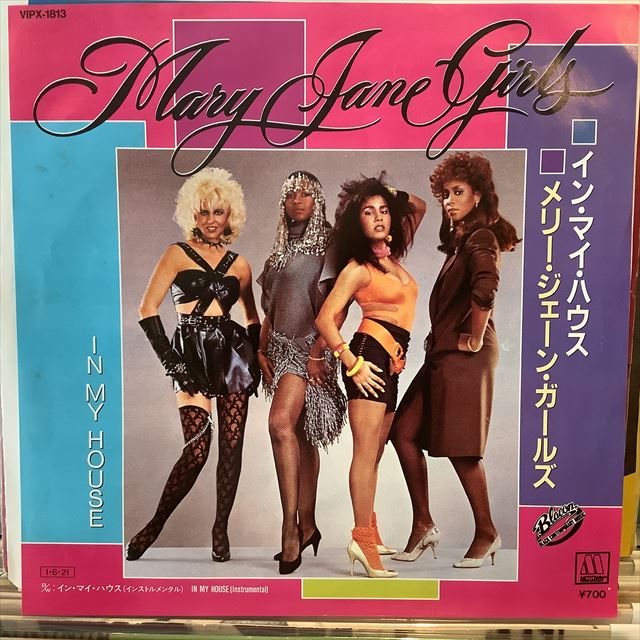 VIPX-1813
Mary Jane Girls
イン・マイ・ハウス
メリー・ジェーン・ガールズ
IN MY HOUSE
1·6·21
B/W:イン・マイ・ハウス(インストルメンタル) IN MY HOUSE (Instrumental)
Blacon
M
¥700